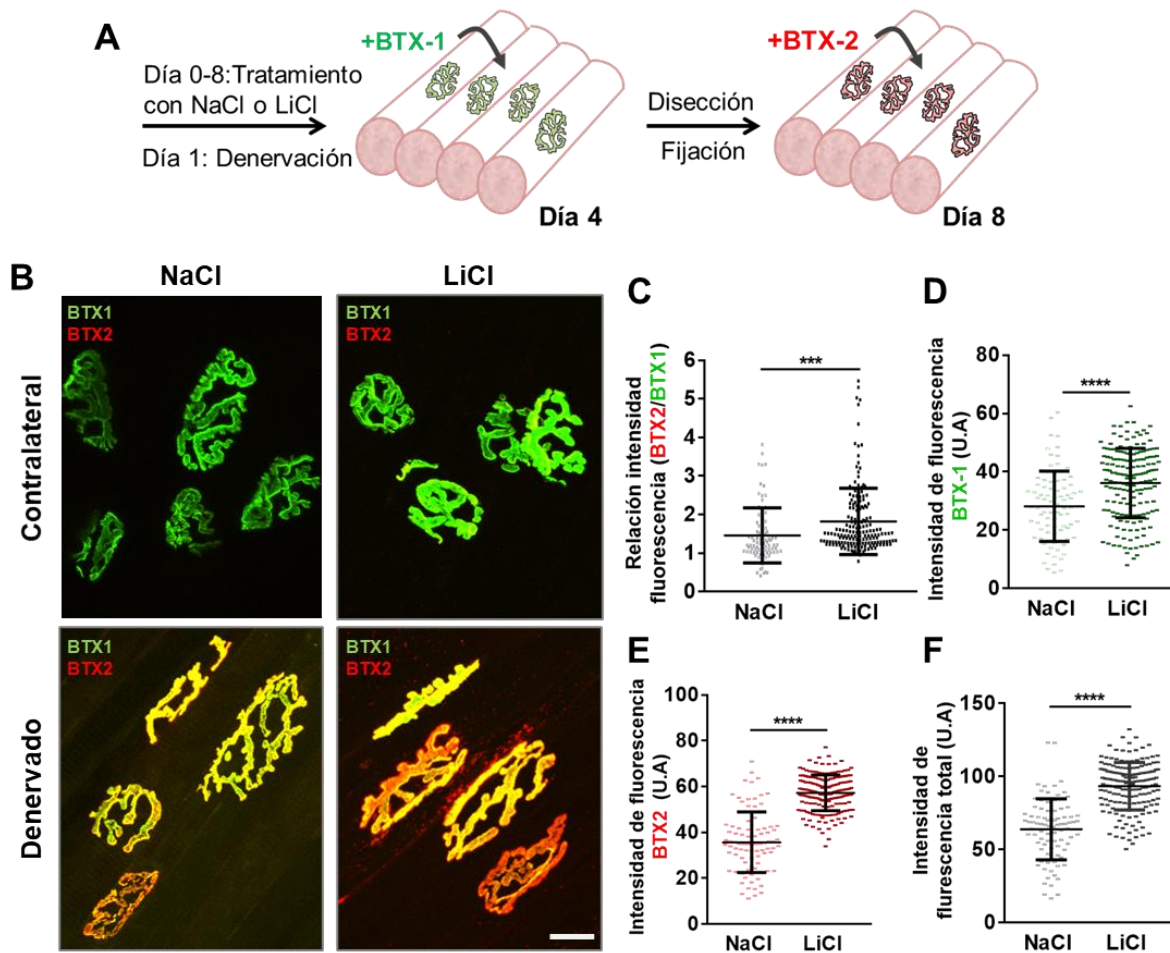 A
Día 0-8:Tratamiento
con NaCl o LiCl
Día 1: Denervación
+BTX-1
Día 4
Disección
Fijación
+BTX-2
Día 8
B
NaCl
LiCl
Contralateral
BTX1
BTX2
BTX1
BTX2
Denervado
BTX1
BTX2
BTX1
BTX2
C
Relación intensidad
fluorescencia (BTX2/BTX1)
6
5
4
3
2
1
0
***
NaCl
LiCl
D
Intensidad de fluorescencia
BTX-1 (U.A)
80
60
40
20
0
****
NaCl
LiCl
E
Intensidad de fluorescencia
BTX2 (U.A)
100
80
60
40
20
0
****
NaCl
LiCl
F
Intensidad de
flurescencia total (U.A)
150
100
50
0
****
NaCl
LiCl